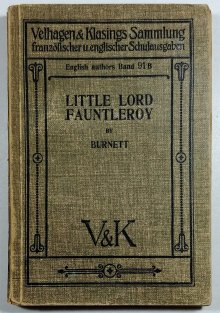 Velhagen & Klasings Sammlung
französischer u. englischer Schulausgaben
English authors Band 91 B
LITTLE LORD
FAUNTLEROY
BY
BURNETT
V&K